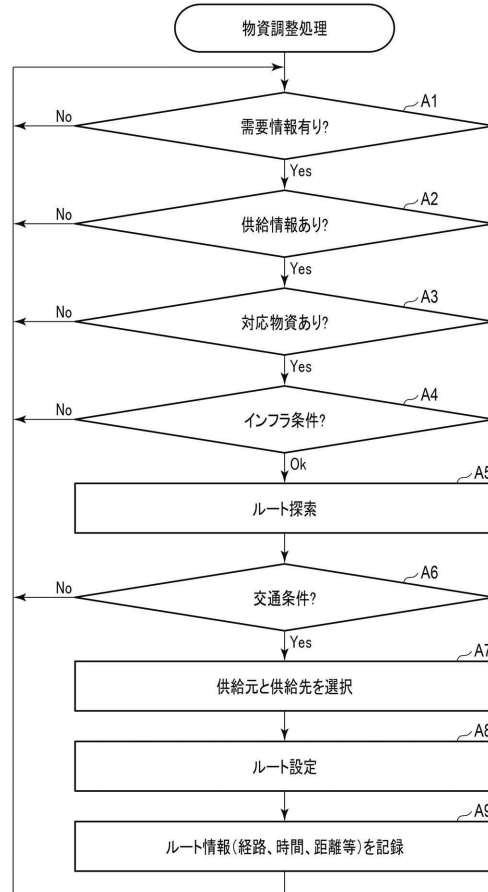 物資調整処理
A1
需要情報有り?
No
Yes
A2
供給情報あり?
No
Yes
A3
対応物資あり?
No
Yes
A4
インフラ条件?
No
Ok
A5
ルート探索
A6
交通条件?
No
Yes
A7
供給元と供給先を選択
A8
ルート設定
A9
ルート情報(経路、時間、距離等)を記録